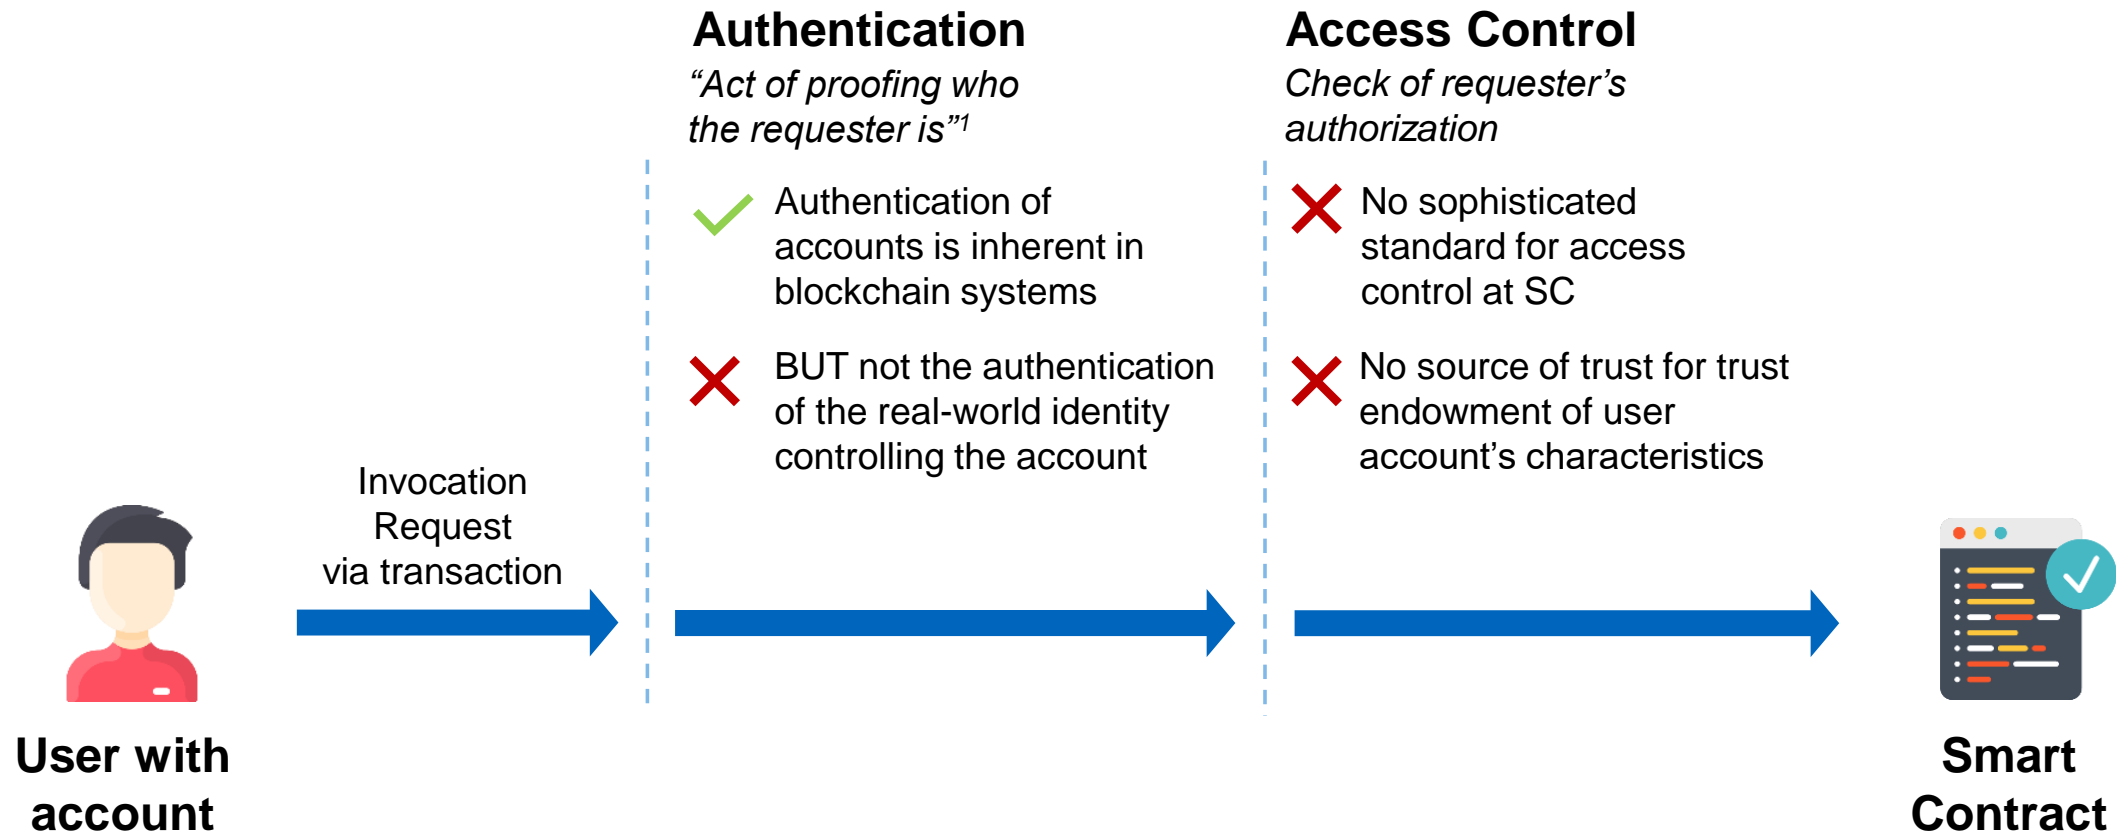 Authentication
“Act of proofing who
the requester is”1
Authentication of
accounts is inherent in
blockchain systems
BUT not the authentication
of the real-world identity
controlling the account
Access Control
Check of requester’s
authorization
No sophisticated
standard for access
control at SC
No source of trust for trust
endowment of user
account’s characteristics
Invocation
Request
via transaction
User with
account
Smart
Contract